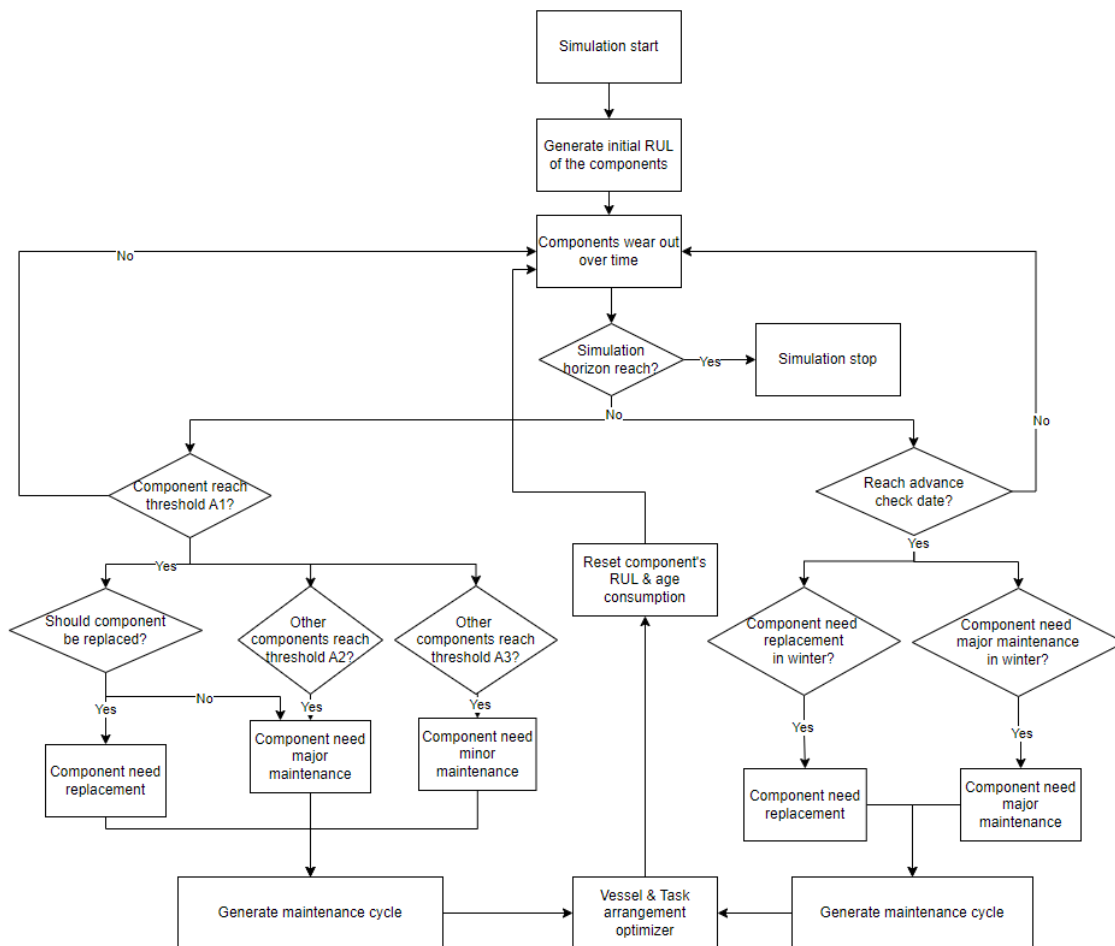 Simulation start
Generate initial RUL
of the components
Components wear out
over time
No
Simulation
horizon reach?
Yes
Simulation stop
No
No
Component reach
threshold A1?
Reach advance
check date?
Yes
Yes
Reset component's
RUL & age
consumption
Should component
be replaced?
Other
components reach
threshold A2?
Other
components reach
threshold A3?
Component need
replacement
in winter?
Component need
major maintenance
in winter?
Yes
No
Yes
Yes
Yes
Yes
Component need
replacement
Component need
major
maintenance
Component need
minor
maintenance
Component need
replacement
Component need
major
maintenance
Generate maintenance cycle
Vessel & Task
arrangement
optimizer
Generate maintenance cycle